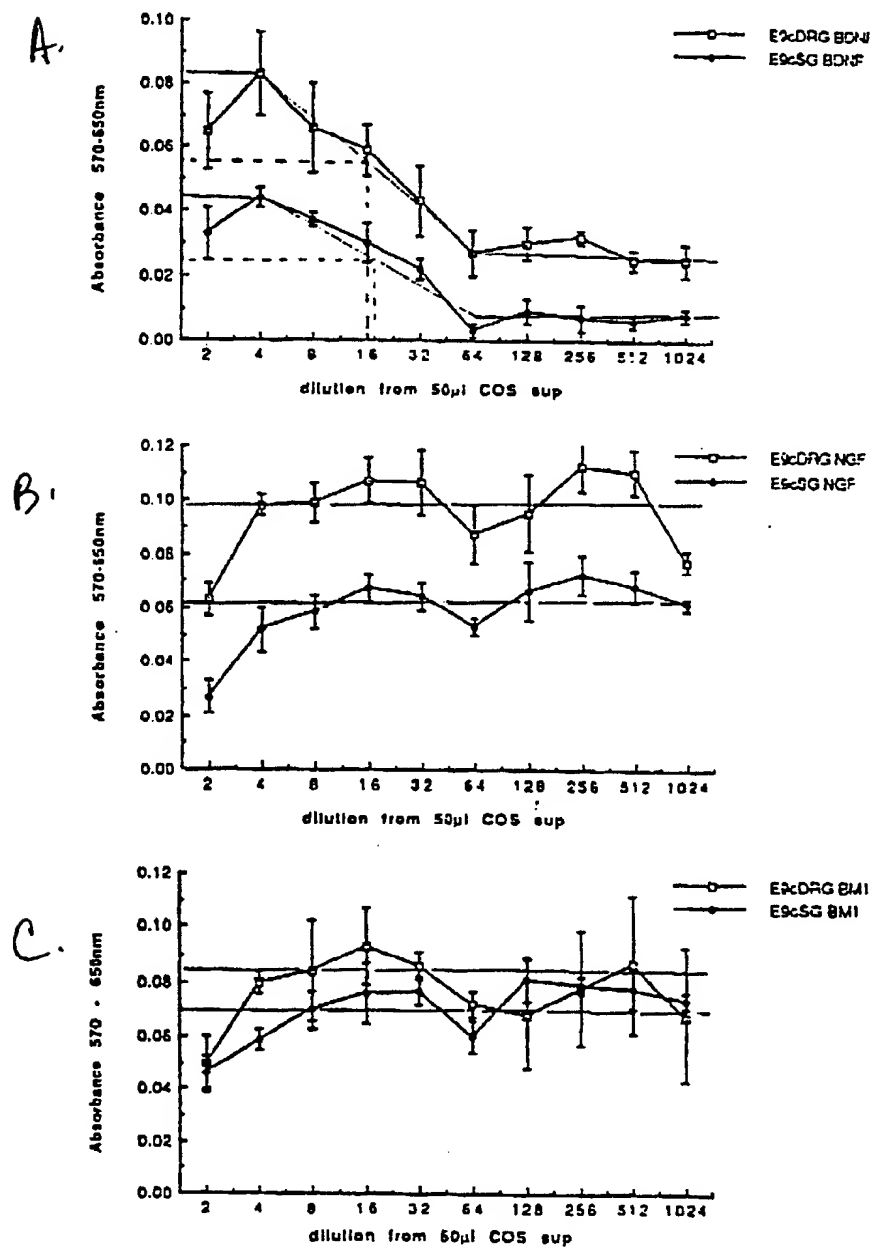 A.
E9cDRG BDNF
E9cSG BDNF
Absorbance 570-650nm
0.10
0.08
0.06
0.04
0.02
0.00
2 4 8 16 32 64 128 256 512 1024
dilution from 50µl COS sup
B.
E9cDRG NGF
E9cSG NGF
Absorbance 570-650nm
0.12
0.10
0.08
0.06
0.04
0.02
0.00
2 4 8 16 32 64 128 256 512 1024
dilution from 50µl COS sup
C.
E9cDRG BM1
E9cSG BM1
Absorbance 570 - 650nm
0.12
0.10
0.08
0.06
0.04
0.02
0.00
2 4 8 16 32 64 128 256 512 1024
dilution from 50µl COS sup